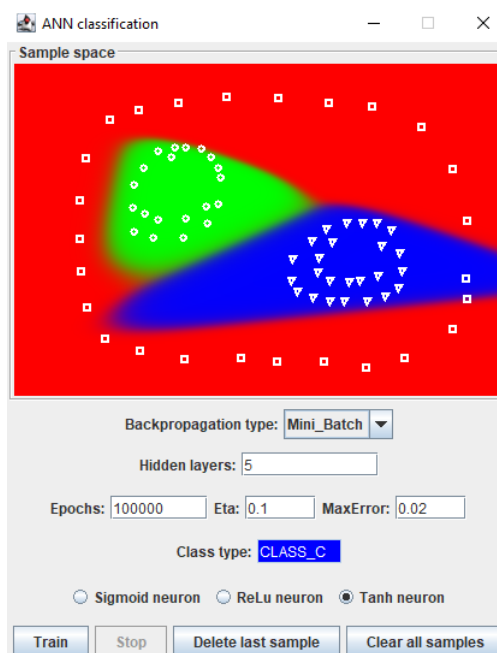 ANN classification
Sample space
Backpropagation type: Mini_Batch
Hidden layers: 5
Epochs: 100000 Eta: 0.1 MaxError: 0.02
Class type: CLASS_C
Sigmoid neuron ReLu neuron Tanh neuron
Train Stop Delete last sample Clear all samples